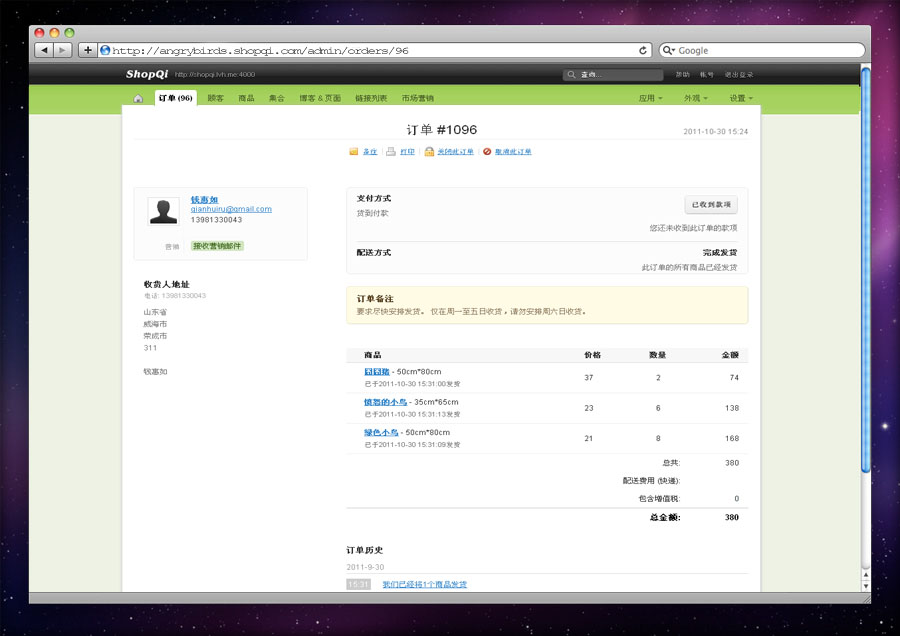 http://angrybirds.shopqi.com/admin/orders/96
Google
ShopQi http://shopqi.lvh.me:4000
查询...
帮助 帐号 退出登录
订单 (96) 顾客 商品 集合 博客 & 页面 链接列表 市场营销 应用 外观 设置
订单 #1096
2011-10-30 15:24
备注 打印 关闭此订单 取消此订单
钱惠如
qianhuiru@gmail.com
13981330043
营销 接收营销邮件
收货人地址
电话: 13981330043
山东省
威海市
荣成市
311
钱惠如
支付方式
已收到款项
货到付款
您还未收到此订单的款项
配送方式
完成发货
此订单的所有商品已经发货
订单备注
要求尽快安排发货。 仅在周一至五日收货，请勿安排周六日收货。
商品 价格 数量 金额
囧囧猪 - 50cm*80cm
已于2011-10-30 15:31:00发货
37 2 74
愤怒的小鸟 - 35cm*65cm
已于2011-10-30 15:31:13发货
23 6 138
绿色小鸟 - 50cm*80cm
已于2011-10-30 15:31:09发货
21 8 168
总共: 380
配送费用 (快递):
包含增值税: 0
总金额: 380
订单历史
2011-9-30
15:31 我们已经将1个商品发货